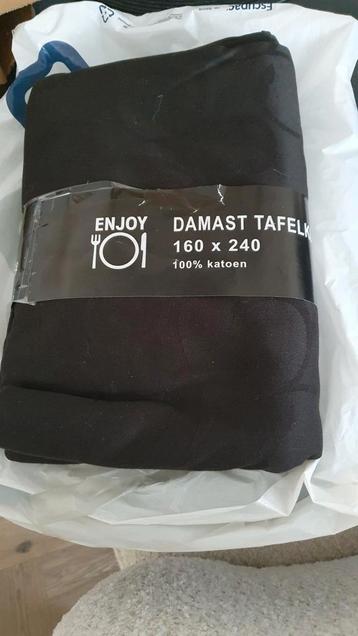 ENJOY
DAMAST TAFELK
160 x 240
100% katoen